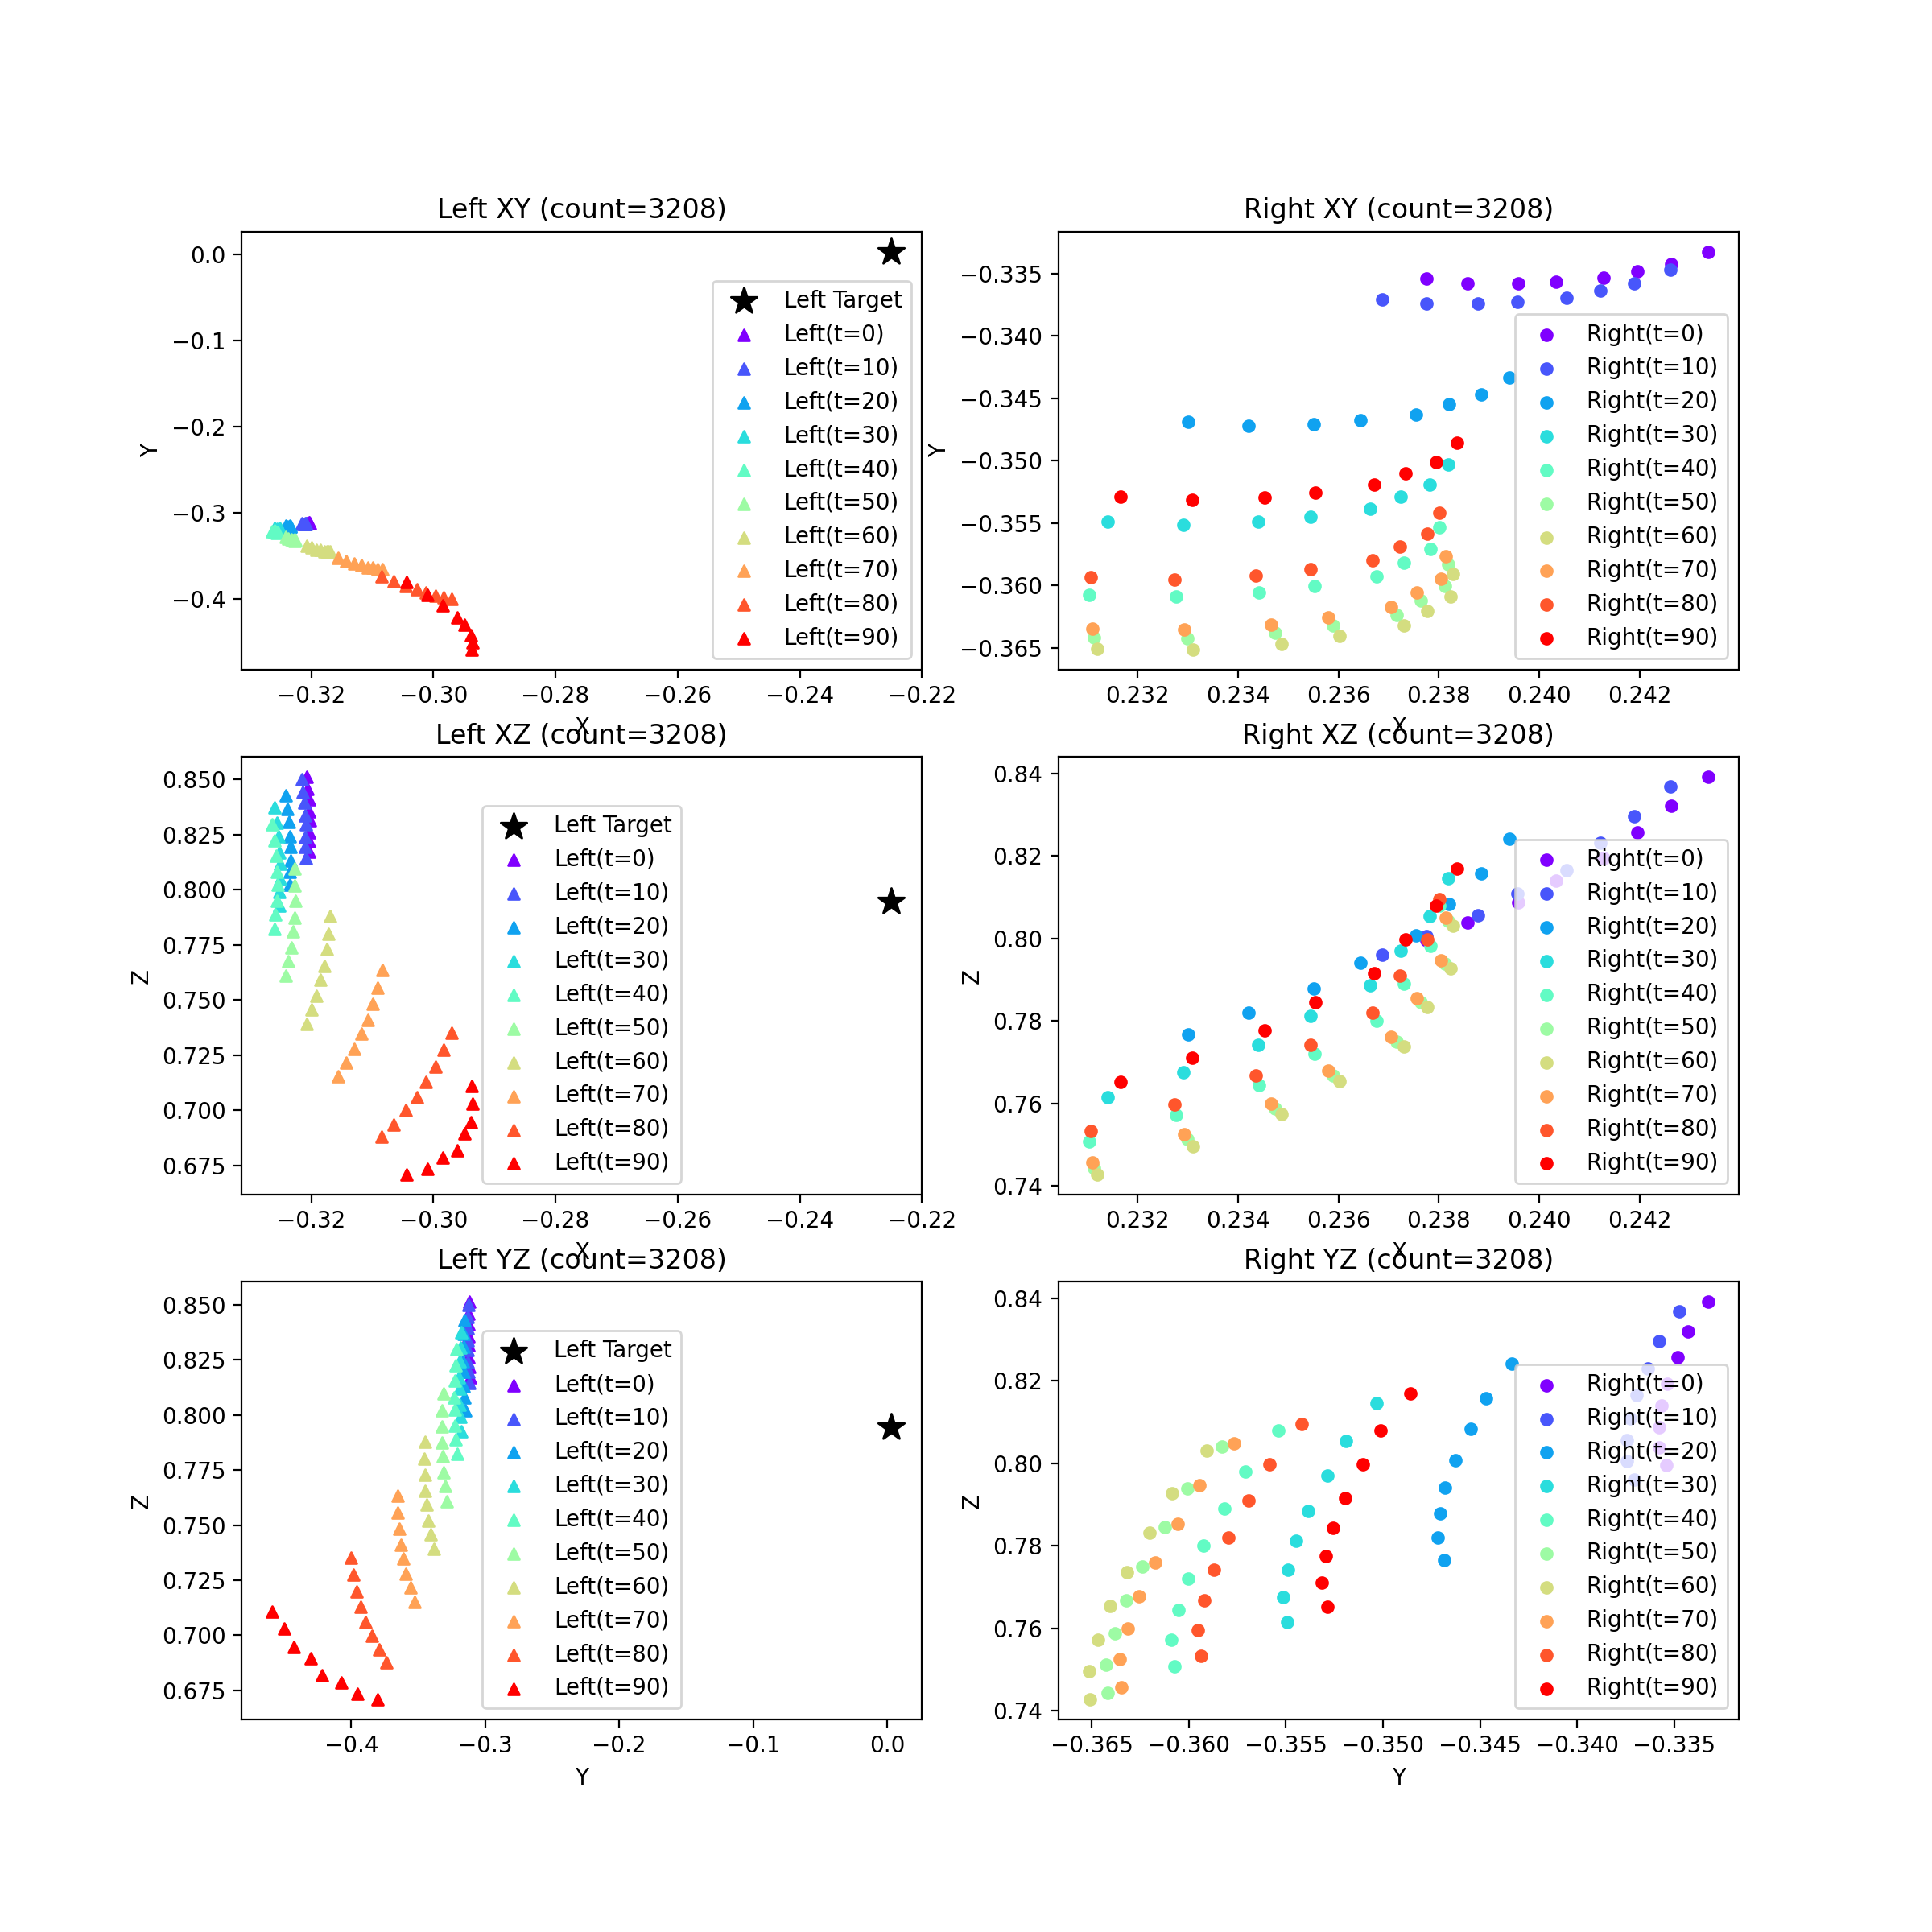 Left XY (count=3208)
0.0
−0.1
−0.2
−0.3
−0.4
Y
Left Target
Left(t=0)
Left(t=10)
Left(t=20)
Left(t=30)
Left(t=40)
Left(t=50)
Left(t=60)
Left(t=70)
Left(t=80)
Left(t=90)
−0.32 −0.30 −0.28 −0.26 −0.24 −0.22
X
Right XY (count=3208)
−0.335
−0.340
−0.345
−0.350
−0.355
−0.360
−0.365
Y
Right(t=0)
Right(t=10)
Right(t=20)
Right(t=30)
Right(t=40)
Right(t=50)
Right(t=60)
Right(t=70)
Right(t=80)
Right(t=90)
0.232 0.234 0.236 0.238 0.240 0.242
X
Left XZ (count=3208)
0.850
0.825
0.800
0.775
0.750
0.725
0.700
0.675
Z
Left Target
Left(t=0)
Left(t=10)
Left(t=20)
Left(t=30)
Left(t=40)
Left(t=50)
Left(t=60)
Left(t=70)
Left(t=80)
Left(t=90)
−0.32 −0.30 −0.28 −0.26 −0.24 −0.22
X
Right XZ (count=3208)
0.84
0.82
0.80
0.78
0.76
0.74
Z
Right(t=0)
Right(t=10)
Right(t=20)
Right(t=30)
Right(t=40)
Right(t=50)
Right(t=60)
Right(t=70)
Right(t=80)
Right(t=90)
0.232 0.234 0.236 0.238 0.240 0.242
X
Left YZ (count=3208)
0.850
0.825
0.800
0.775
0.750
0.725
0.700
0.675
Z
Left Target
Left(t=0)
Left(t=10)
Left(t=20)
Left(t=30)
Left(t=40)
Left(t=50)
Left(t=60)
Left(t=70)
Left(t=80)
Left(t=90)
−0.4 −0.3 −0.2 −0.1 0.0
Y
Right YZ (count=3208)
0.84
0.82
0.80
0.78
0.76
0.74
Z
Right(t=0)
Right(t=10)
Right(t=20)
Right(t=30)
Right(t=40)
Right(t=50)
Right(t=60)
Right(t=70)
Right(t=80)
Right(t=90)
−0.365 −0.360 −0.355 −0.350 −0.345 −0.340 −0.335
Y